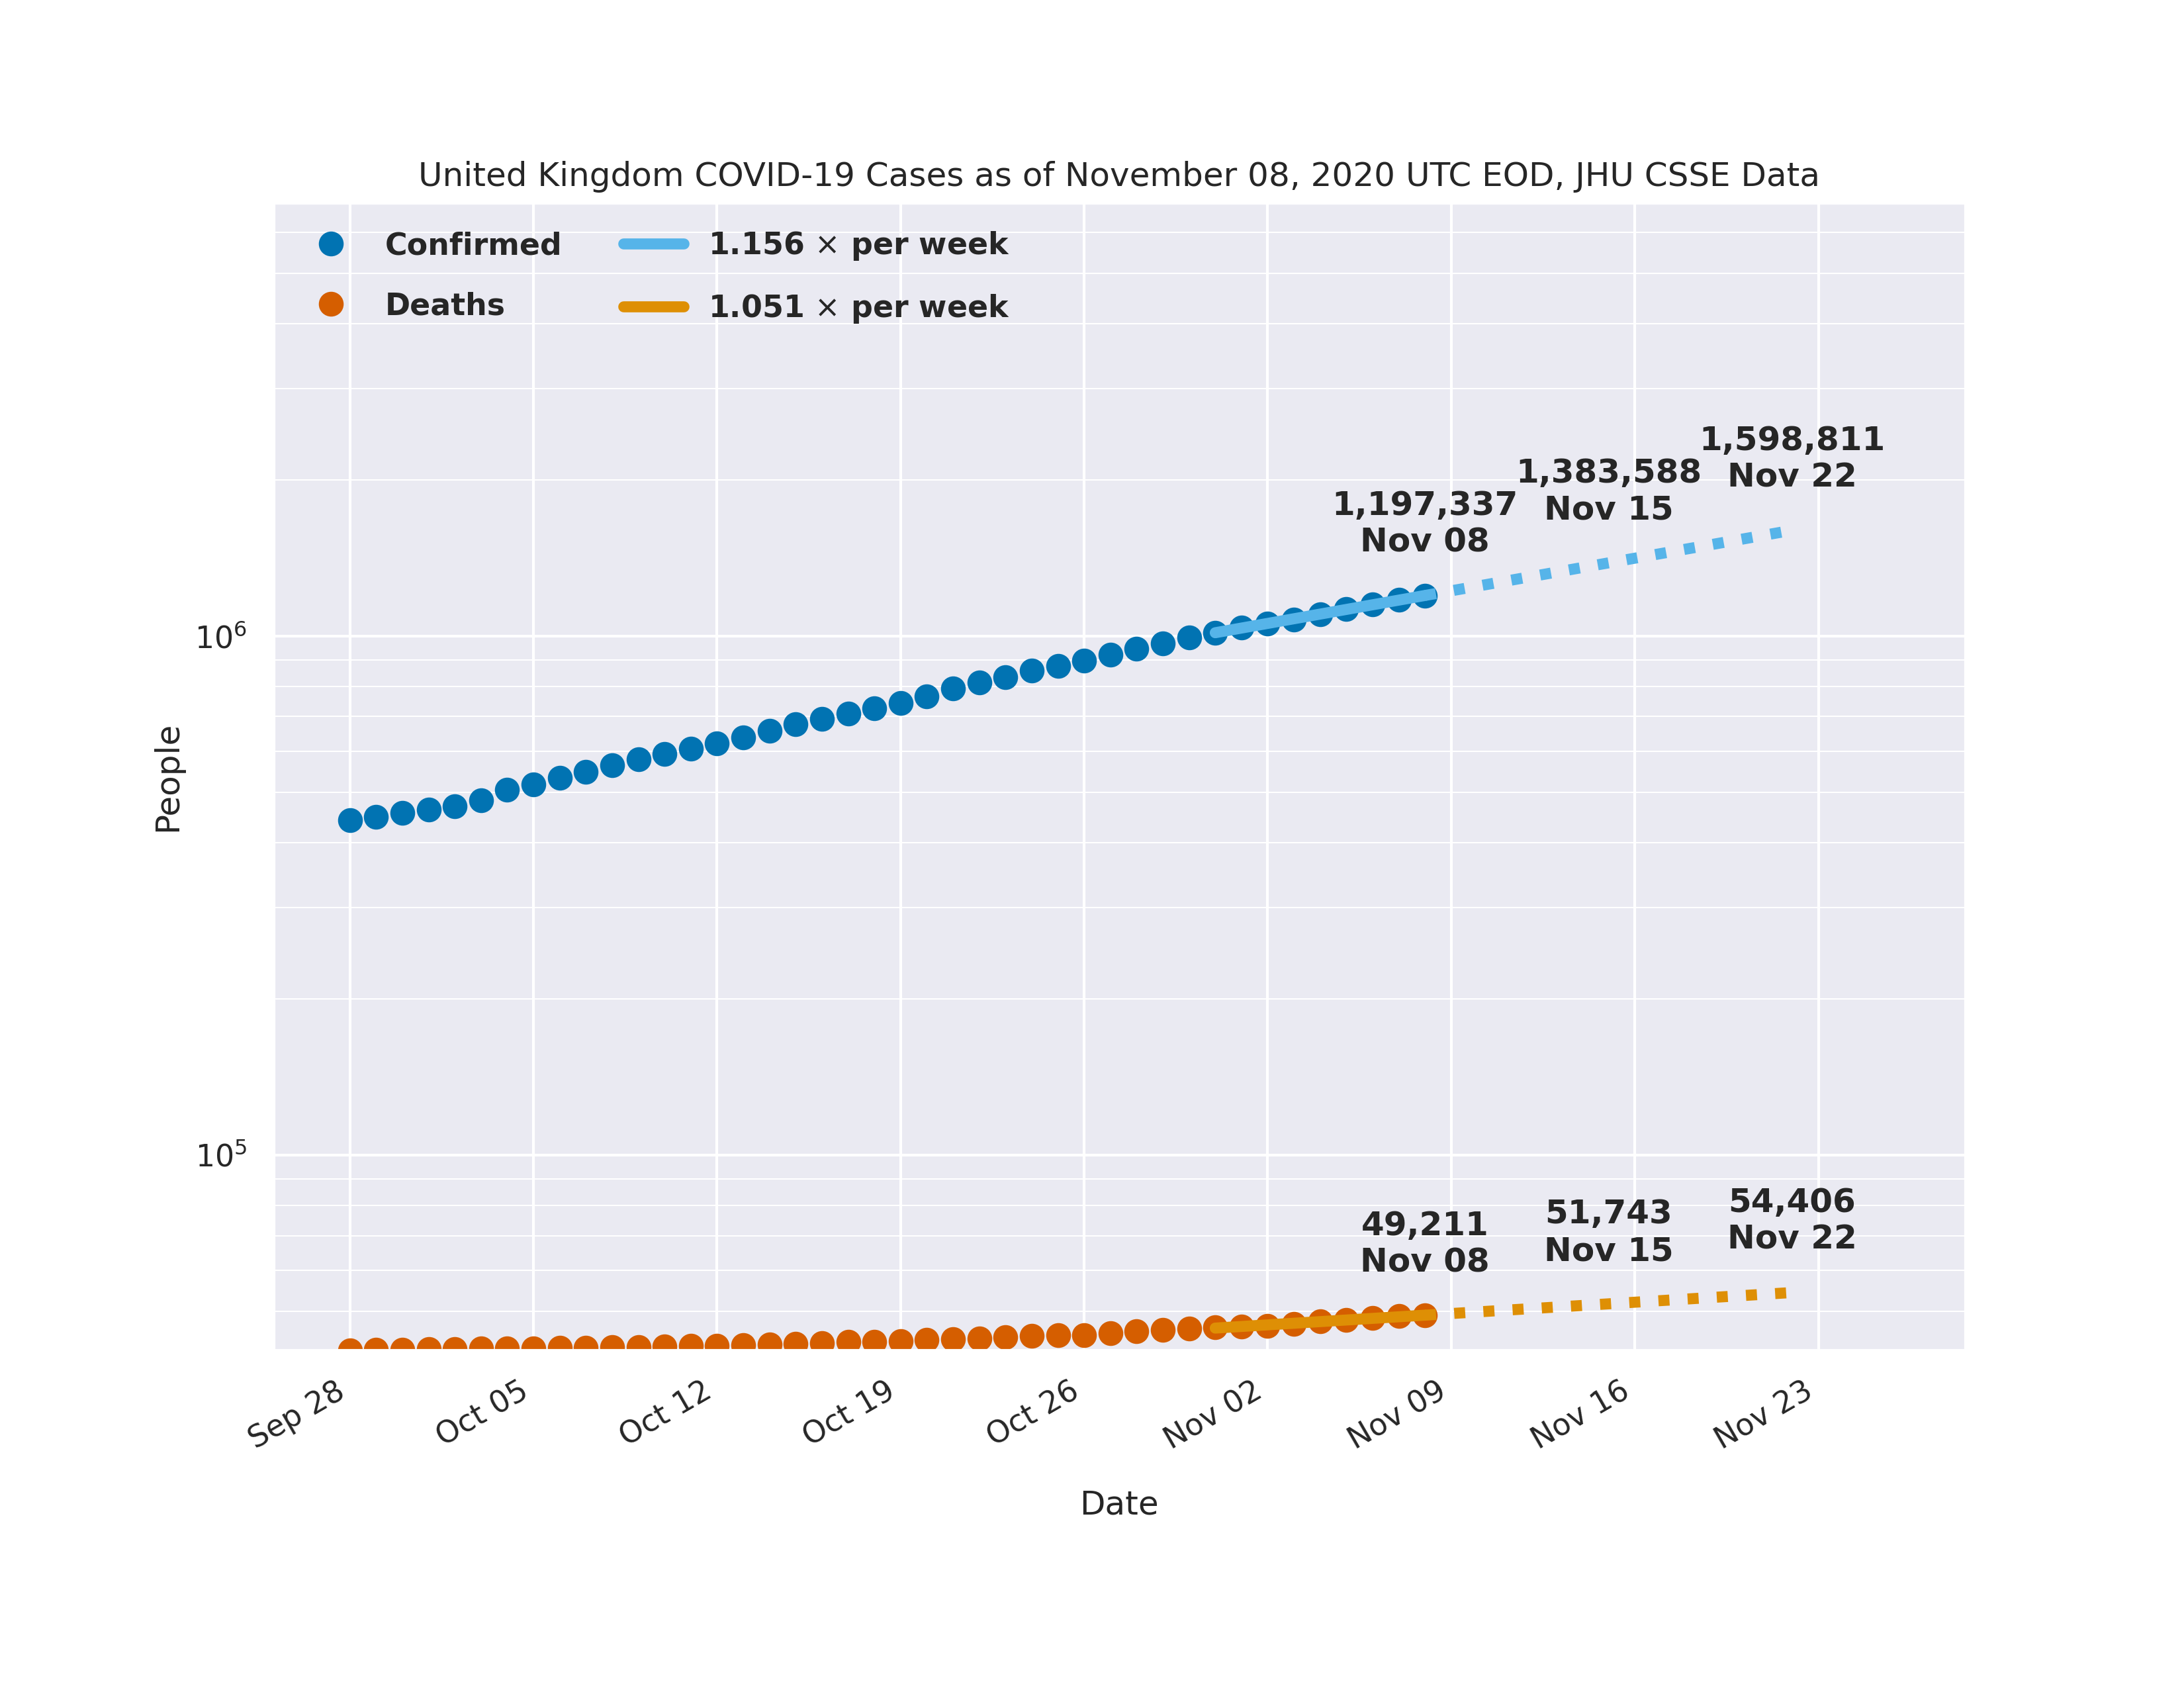 United Kingdom COVID-19 Cases as of November 08, 2020 UTC EOD, JHU CSSE Data
Confirmed
Deaths
1.156 × per week
1.051 × per week
1,197,337
Nov 08
1,383,588
Nov 15
1,598,811
Nov 22
10⁶
People
10⁵
49,211
Nov 08
51,743
Nov 15
54,406
Nov 22
Sep 28
Oct 05
Oct 12
Oct 19
Oct 26
Nov 02
Nov 09
Nov 16
Nov 23
Date